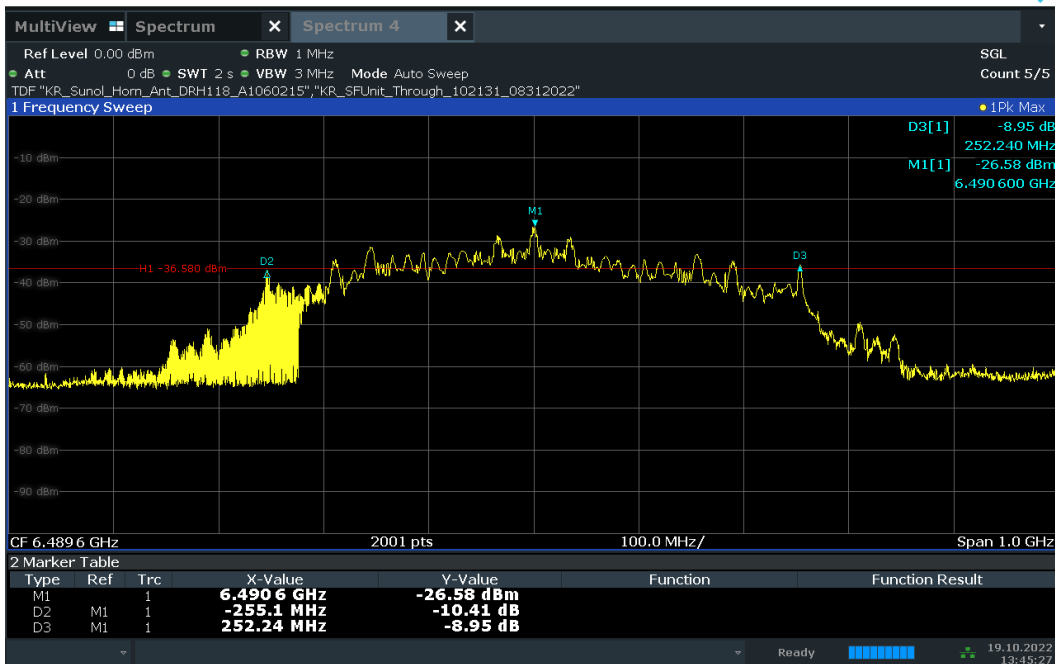 MultiView Spectrum X Spectrum 4 X
Ref Level 0.00 dBm RBW 1 MHz SGL
Att 0 dB SWT 2 s VBW 3 MHz Mode Auto Sweep Count 5/5
TDF "KR_Sunol_Horn_Ant_DRH118_A1060215","KR_SFUnit_Through_102131_08312022"
1 Frequency Sweep 1Pk Max
D3[1] -8.95 dB
252.240 MHz
M1[1] -26.58 dBm
6.490 600 GHz
-10 dBm
-20 dBm
M1
-30 dBm
D2
D3
H1 -36.580 dBm
-40 dBm
-50 dBm
-60 dBm
-70 dBm
-80 dBm
-90 dBm
CF 6.4896 GHz 2001 pts 100.0 MHz/ Span 1.0 GHz
2 Marker Table
Type Ref Trc X-Value Y-Value Function Function Result
M1 1 6.4906 GHz -26.58 dBm
D2 M1 1 -255.1 MHz -10.41 dB
D3 M1 1 252.24 MHz -8.95 dB
Ready 19.10.2022
13:45:27